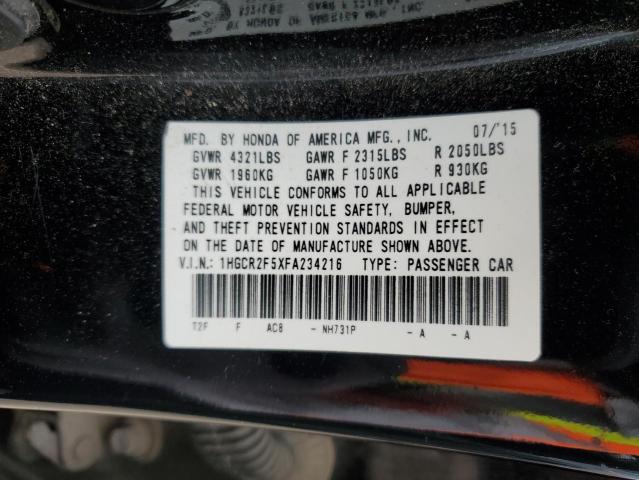 MFD. BY HONDA OF AMERICA MFG., INC. 07/'15
GVWR 4321LBS GAWR F 2315LBS R 2050LBS
GVWR 1960KG GAWR F 1050KG R 930KG
THIS VEHICLE CONFORMS TO ALL APPLICABLE
FEDERAL MOTOR VEHICLE SAFETY, BUMPER,
AND THEFT PREVENTION STANDARDS IN EFFECT
ON THE DATE OF MANUFACTURE SHOWN ABOVE.
V.I.N.: 1HGCR2F5XFA234216 TYPE: PASSENGER CAR
T2F F AC8 - NH731P - A - A